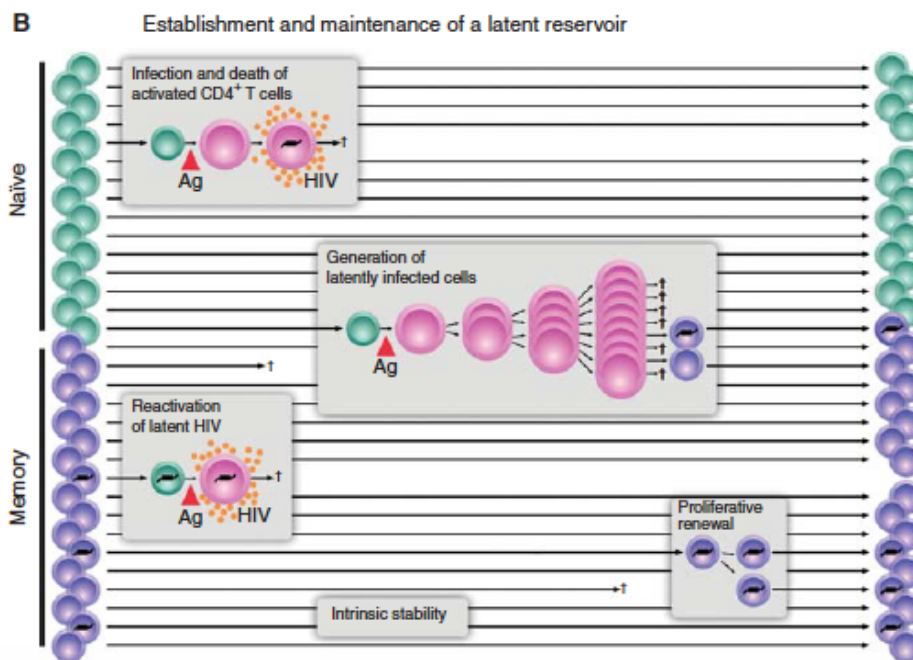 B
Establishment and maintenance of a latent reservoir
Naïve
Infection and death of
activated CD4+ T cells
Ag
HIV
†
Generation of
latently infected cells
Ag
†
†
†
†
†
†
†
Memory
†
Reactivation
of latent HIV
Ag
HIV
†
Proliferative
renewal
†
Intrinsic stability